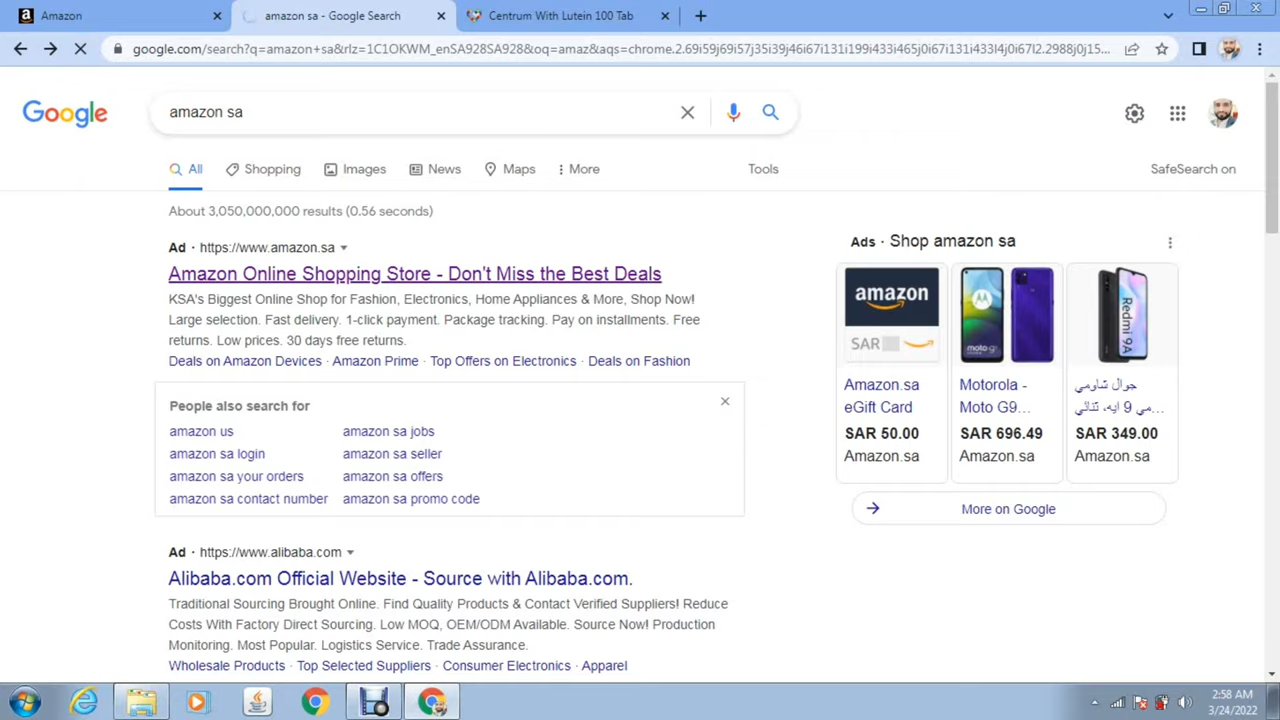 Amazon
amazon sa - Google Search
Centrum With Lutein 100 Tab
google.com/search?q=amazon+sa&rlz=1C1OKWM_enSA928SA928&oq=amaz&aqs=chrome.2.69i59j69i57j35i39j46i67i131i199i433i465j0i67i131i433l4j0i67l2.2988j0j15...
Google
amazon sa
All
Shopping
Images
News
Maps
More
Tools
SafeSearch on
About 3,050,000,000 results (0.56 seconds)
Ad · https://www.amazon.sa
Amazon Online Shopping Store - Don't Miss the Best Deals
KSA's Biggest Online Shop for Fashion, Electronics, Home Appliances & More, Shop Now!
Large selection. Fast delivery. 1-click payment. Package tracking. Pay on installments. Free
returns. Low prices. 30 days free returns.
Deals on Amazon Devices · Amazon Prime · Top Offers on Electronics · Deals on Fashion
People also search for
amazon us
amazon sa jobs
amazon sa login
amazon sa seller
amazon sa your orders
amazon sa offers
amazon sa contact number
amazon sa promo code
Ad · https://www.alibaba.com
Alibaba.com Official Website - Source with Alibaba.com.
Traditional Sourcing Brought Online. Find Quality Products & Contact Verified Suppliers! Reduce
Costs With Factory Direct Sourcing. Low MOQ, OEM/ODM Available. Source Now! Production
Monitoring. Most Popular. Logistics Service. Trade Assurance.
Wholesale Products · Top Selected Suppliers · Consumer Electronics · Apparel
Ads · Shop amazon sa
amazon
SAR
Amazon.sa
eGift Card
SAR 50.00
Amazon.sa
moto g9
Motorola -
Moto G9...
SAR 696.49
Amazon.sa
Redmi 9A
جوال شاومي
مي 9 ايه، ثنائي...
SAR 349.00
Amazon.sa
More on Google
2:58 AM
3/24/2022